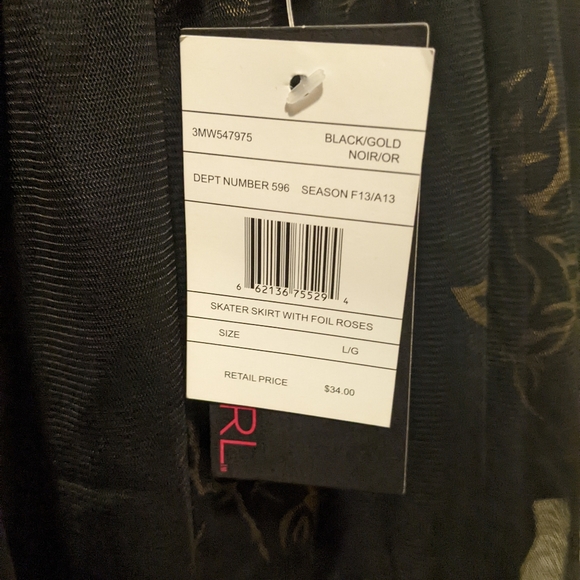 3MW547975 BLACK/GOLD
NOIR/OR
DEPT NUMBER 596 SEASON F13/A13
6 62136 75529 4
SKATER SKIRT WITH FOIL ROSES
SIZE L/G
RETAIL PRICE $34.00
RL